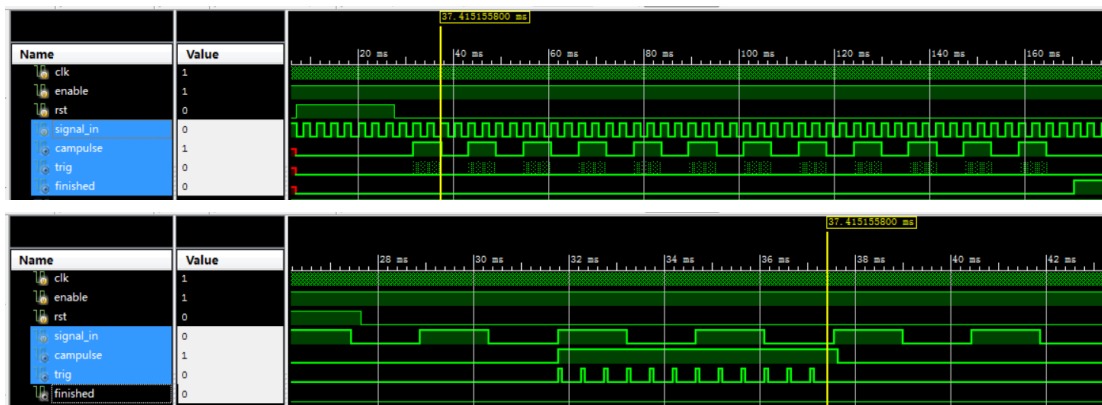 37.415155800 ms
Name Value
20 ms 40 ms 60 ms 80 ms 100 ms 120 ms 140 ms 160 ms
clk 1
enable 1
rst 0
signal_in 0
campulse 1
trig 0
finished 0
37.415155800 ms
Name Value
28 ms 30 ms 32 ms 34 ms 36 ms 38 ms 40 ms 42 ms
clk 1
enable 1
rst 0
signal_in 0
campulse 1
trig 0
finished 0